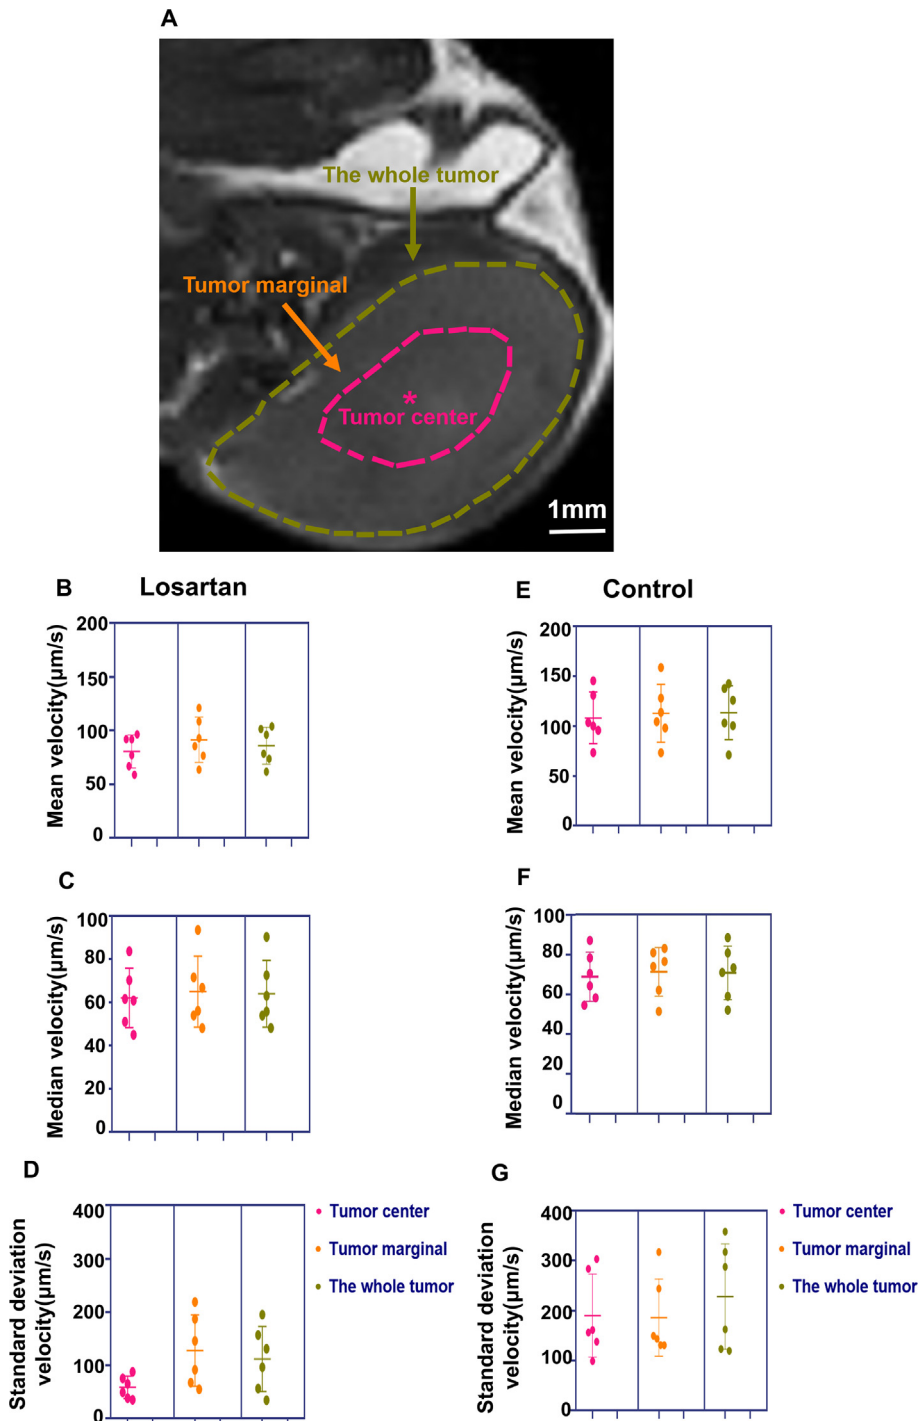 A
The whole tumor
Tumor marginal
*
Tumor center
1mm
B
Losartan
Mean velocity(μm/s)
200
150
100
50
0
E
Control
Mean velocity(μm/s)
200
150
100
50
0
C
Median velocity(μm/s)
100
80
60
40
20
0
F
Median velocity(μm/s)
100
80
60
40
20
0
D
Standard deviation
velocity(μm/s)
400
300
200
100
0
Tumor center
Tumor marginal
The whole tumor
G
Standard deviation
velocity(μm/s)
400
300
200
100
0
Tumor center
Tumor marginal
The whole tumor